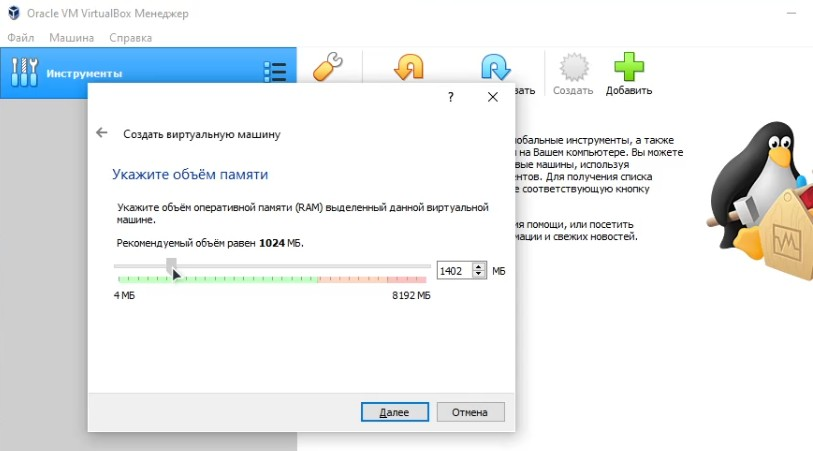 Oracle VM VirtualBox Менеджер
Файл Машина Справка
Инструменты
вать Создать Добавить
?
Создать виртуальную машину
Укажите объём памяти
Укажите объём оперативной памяти (RAM) выделенный данной виртуальной
машине.
Рекомендуемый объём равен 1024 МБ.
1402 МБ
4 МБ 8192 МБ
Далее Отмена
обальные инструменты, а также
на Вашем компьютере. Вы можете
вые машины, используя
нтов. Для получения списка
е соответствующую кнопку
ия помощи, или посетить
мации и свежих новостей.